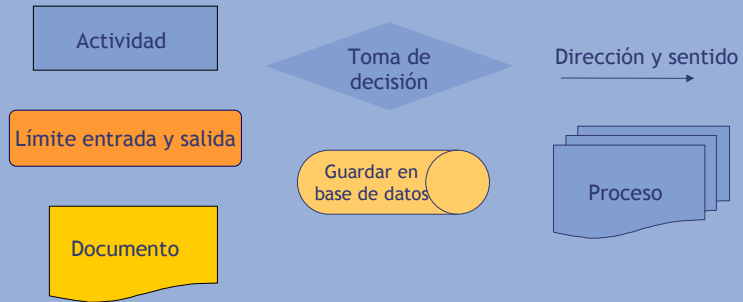 Actividad
Toma de
decisión
Dirección y sentido
Límite entrada y salida
Guardar en
base de datos
Proceso
Documento